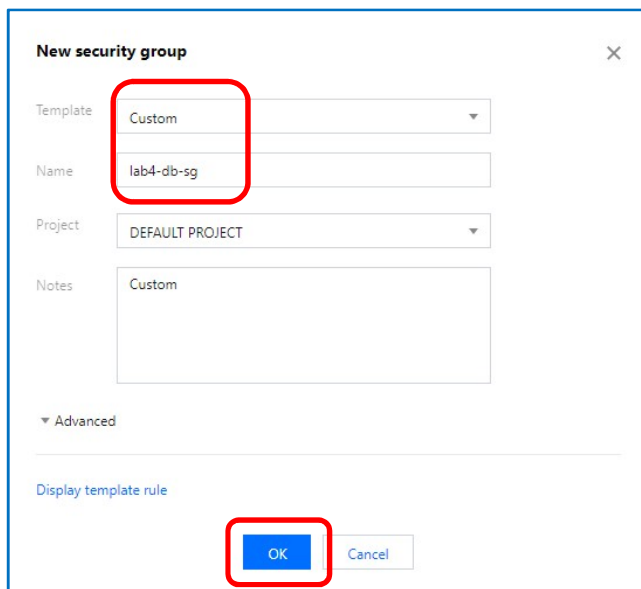 New security group
Template Custom
Name lab4-db-sg
Project DEFAULT PROJECT
Notes Custom
Advanced
Display template rule
OK Cancel